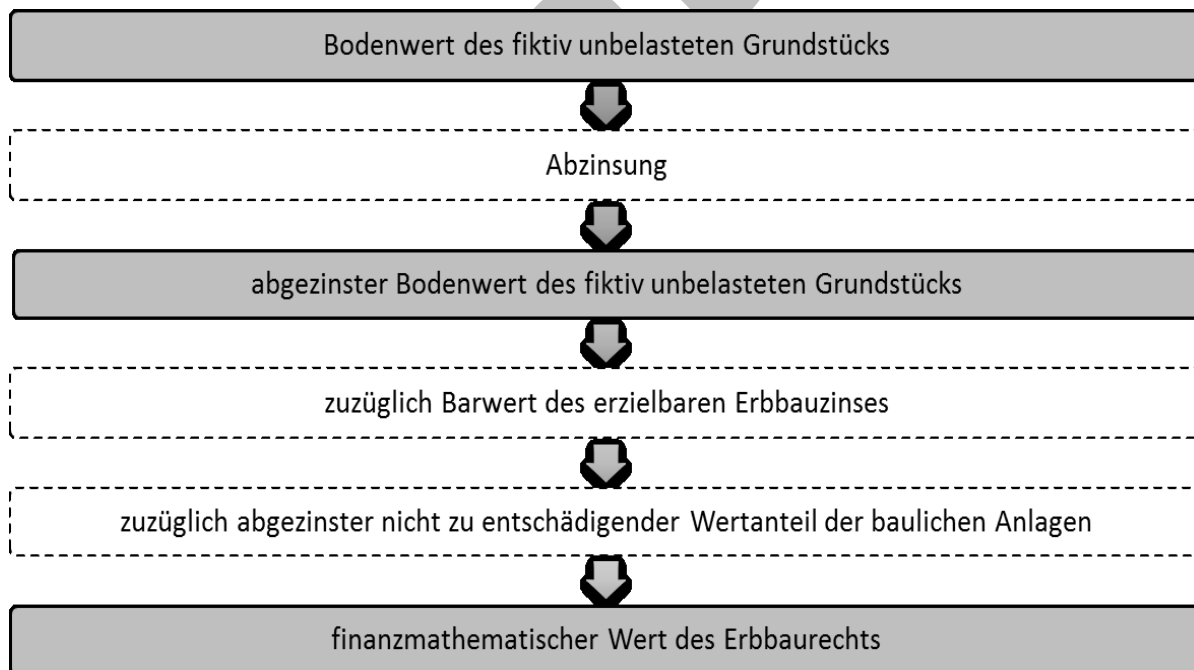 Bodenwert des fiktiv unbelasteten Grundstücks
Abzinsung
abgezinster Bodenwert des fiktiv unbelasteten Grundstücks
zuzüglich Barwert des erzielbaren Erbbauzinses
zuzüglich abgezinster nicht zu entschädigender Wertanteil der baulichen Anlagen
finanzmathematischer Wert des Erbbaurechts